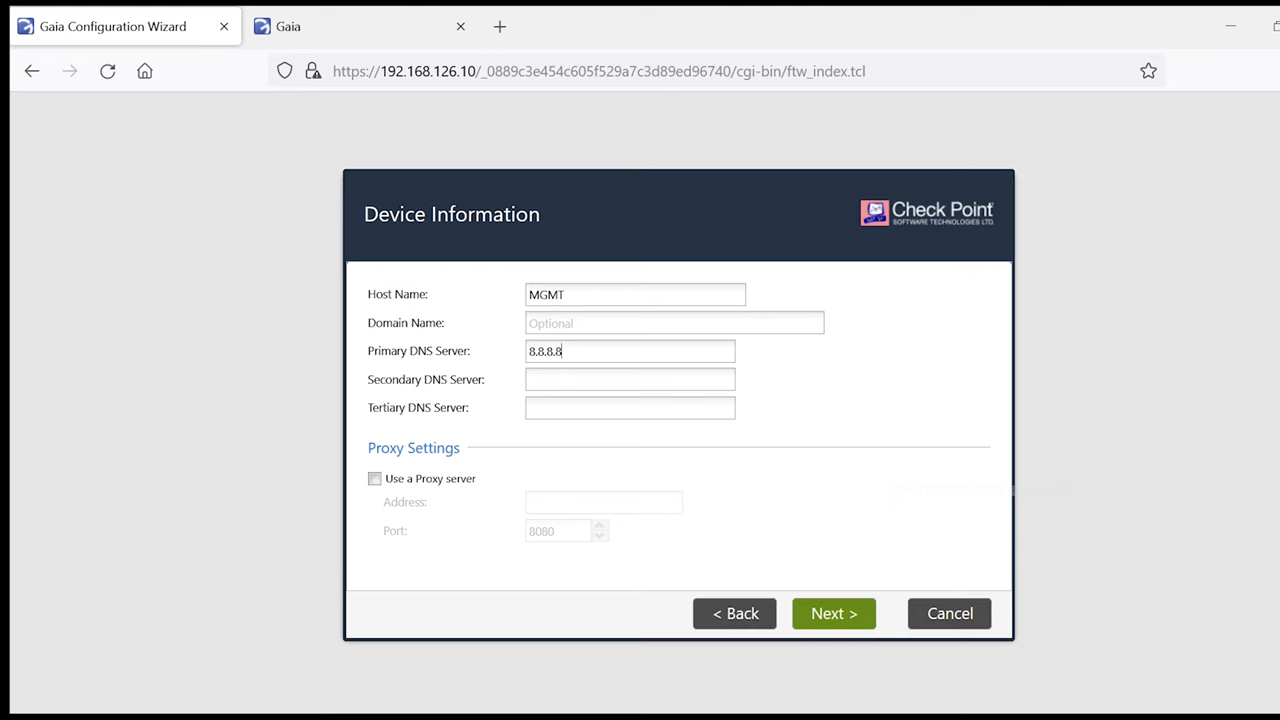 Gaia Configuration Wizard
Gaia
https://192.168.126.10/_0889c3e454c605f529a7c3d89ed96740/cgi-bin/ftw_index.tcl
Device Information
Check Point
SOFTWARE TECHNOLOGIES LTD.
Host Name: MGMT
Domain Name: Optional
Primary DNS Server: 8.8.8.8
Secondary DNS Server:
Tertiary DNS Server:
Proxy Settings
Use a Proxy server
Address:
Port: 8080
< Back Next > Cancel